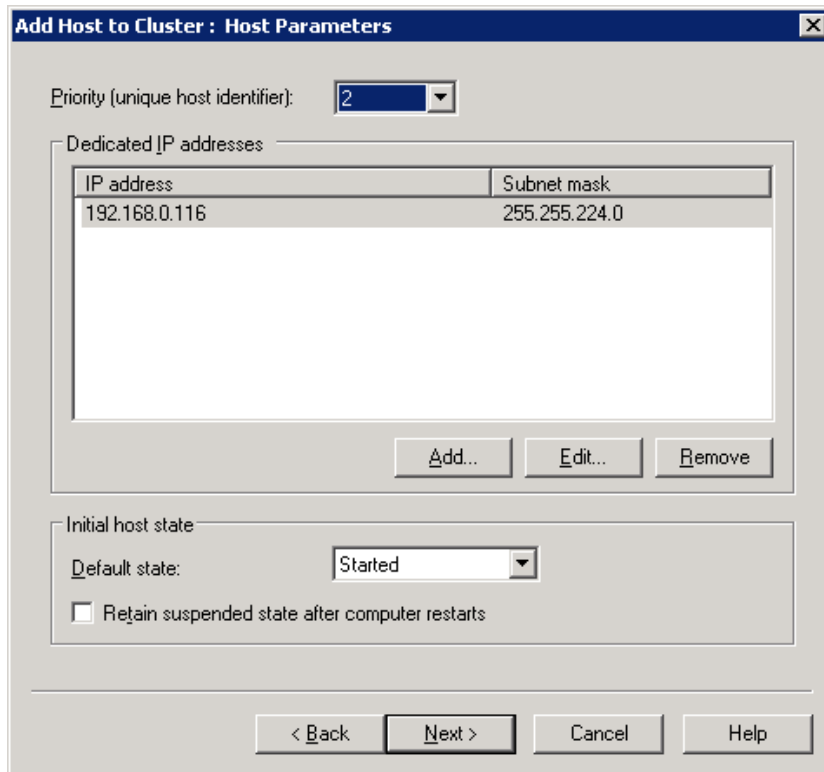 Add Host to Cluster : Host Parameters
Priority (unique host identifier): 2
Dedicated IP addresses
IP address Subnet mask
192.168.0.116 255.255.224.0
Add... Edit... Remove
Initial host state
Default state: Started
Retain suspended state after computer restarts
< Back Next > Cancel Help